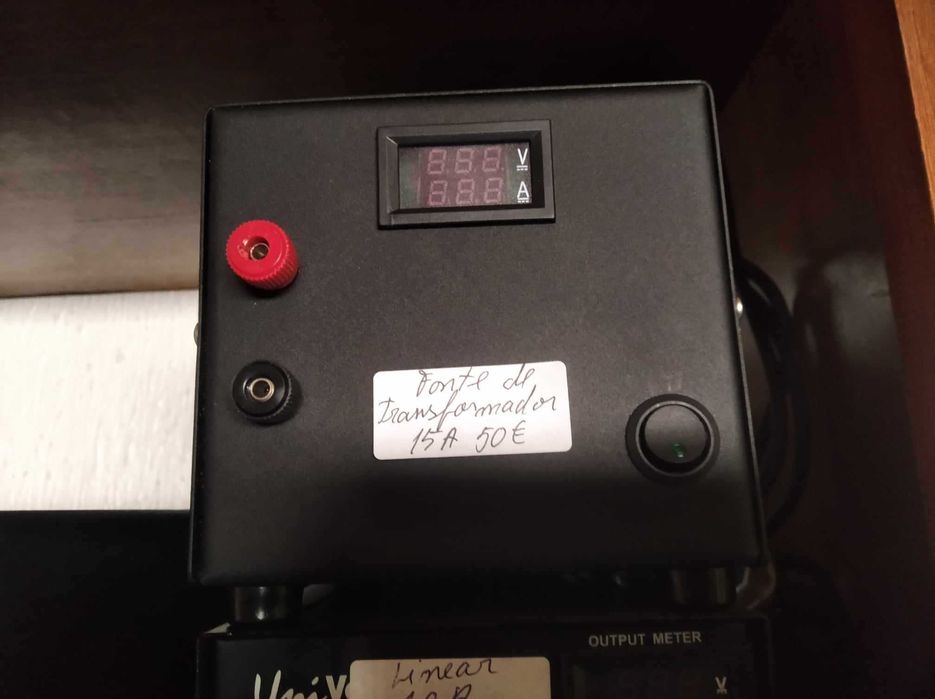 V
A
Fonte de
transformador
15A 50€
OUTPUT METER
Linear
V